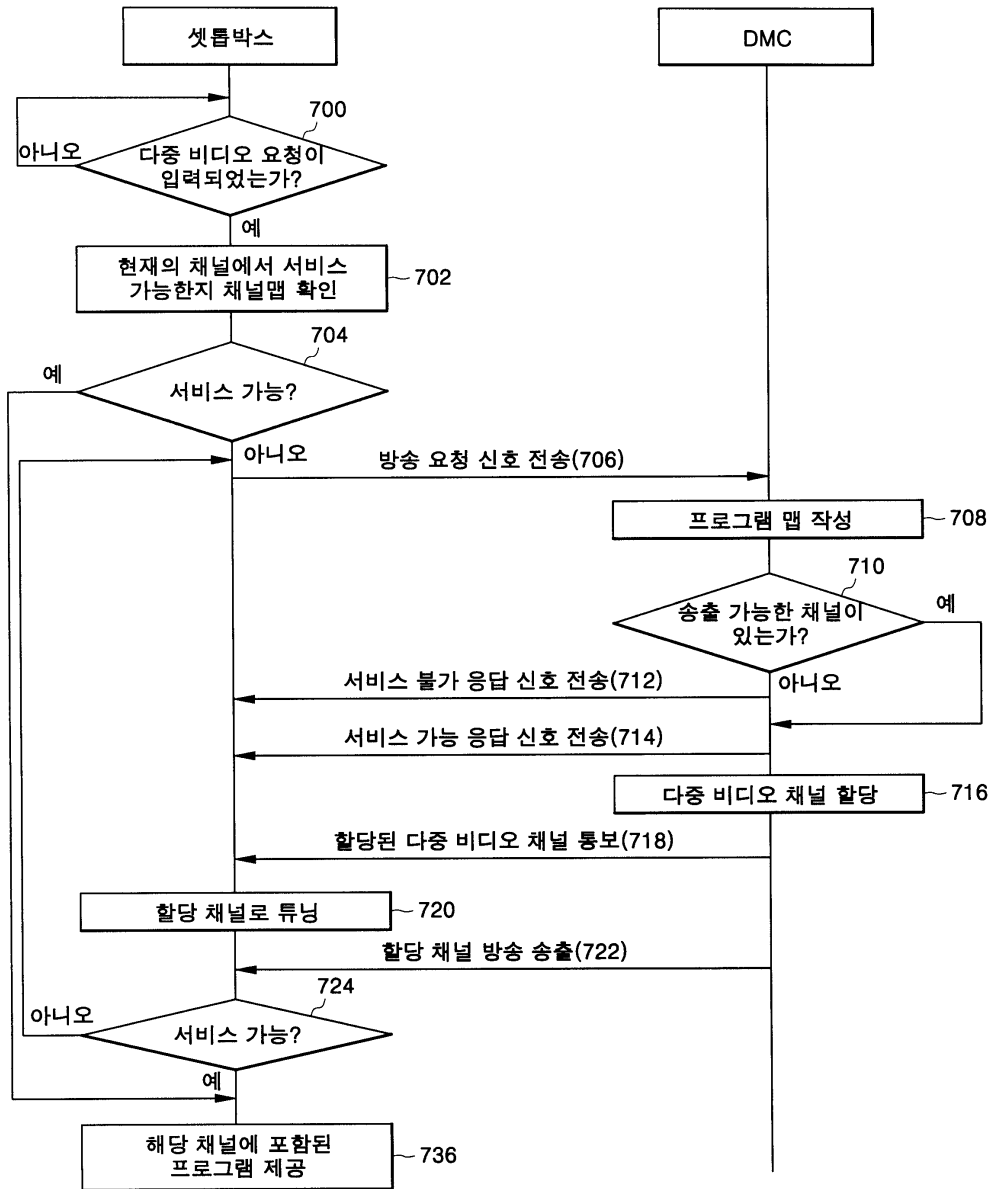 셋톱박스
DMC
700
아니오
다중 비디오 요청이
입력되었는가?
예
현재의 채널에서 서비스
가능한지 채널맵 확인
702
704
예
서비스 가능?
아니오
방송 요청 신호 전송(706)
프로그램 맵 작성
708
710
송출 가능한 채널이
있는가?
예
서비스 불가 응답 신호 전송(712)
아니오
서비스 가능 응답 신호 전송(714)
다중 비디오 채널 할당
716
할당된 다중 비디오 채널 통보(718)
할당 채널로 튜닝
720
할당 채널 방송 송출(722)
724
아니오
서비스 가능?
예
해당 채널에 포함된
프로그램 제공
736